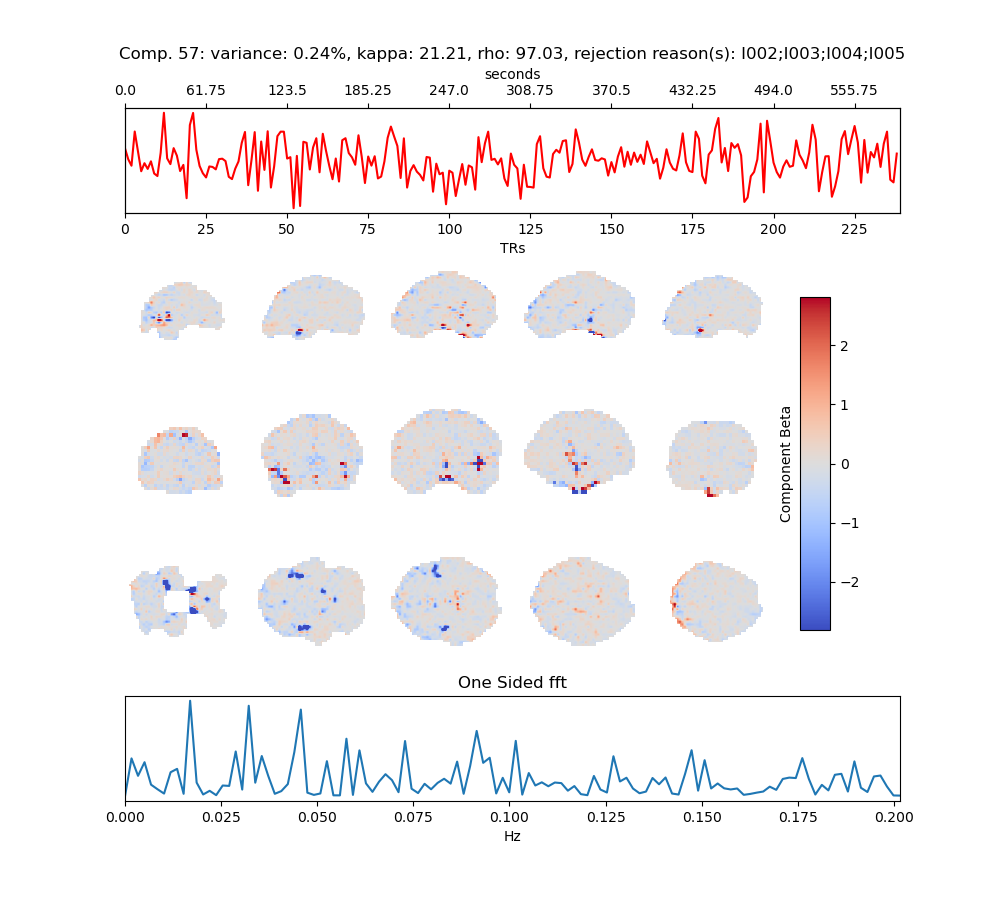 Comp. 57: variance: 0.24%, kappa: 21.21, rho: 97.03, rejection reason(s): I002;I003;I004;I005
seconds
0.0 61.75 123.5 185.25 247.0 308.75 370.5 432.25 494.0 555.75
0 25 50 75 100 125 150 175 200 225
TRs
2
1
0
−1
−2
Component Beta
One Sided fft
0.000 0.025 0.050 0.075 0.100 0.125 0.150 0.175 0.200
Hz